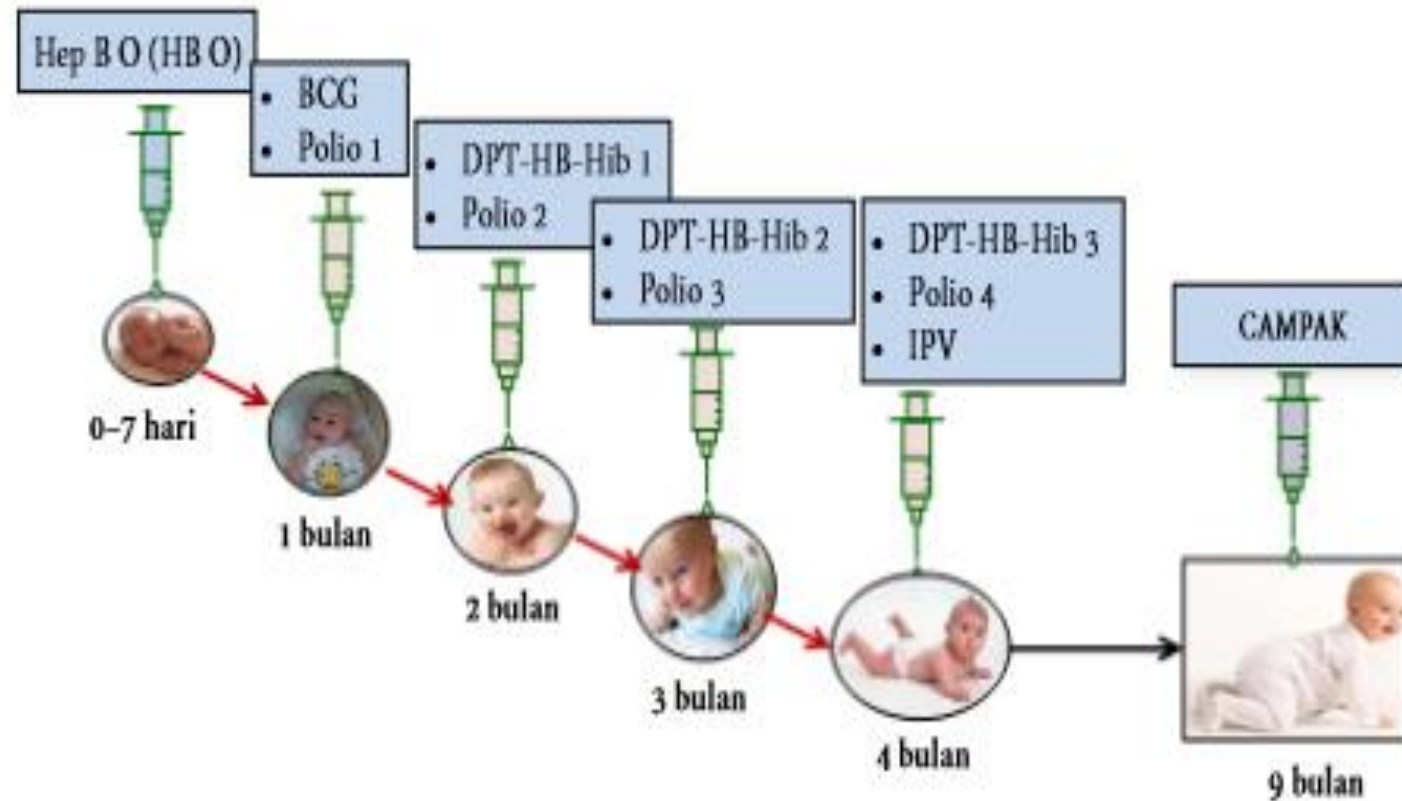 Hep B O (HB O)
• BCG
• Polio 1
• DPT-HB-Hib 1
• Polio 2
• DPT-HB-Hib 2
• Polio 3
• DPT-HB-Hib 3
• Polio 4
• IPV
CAMPAK
0–7 hari
1 bulan
2 bulan
3 bulan
4 bulan
9 bulan